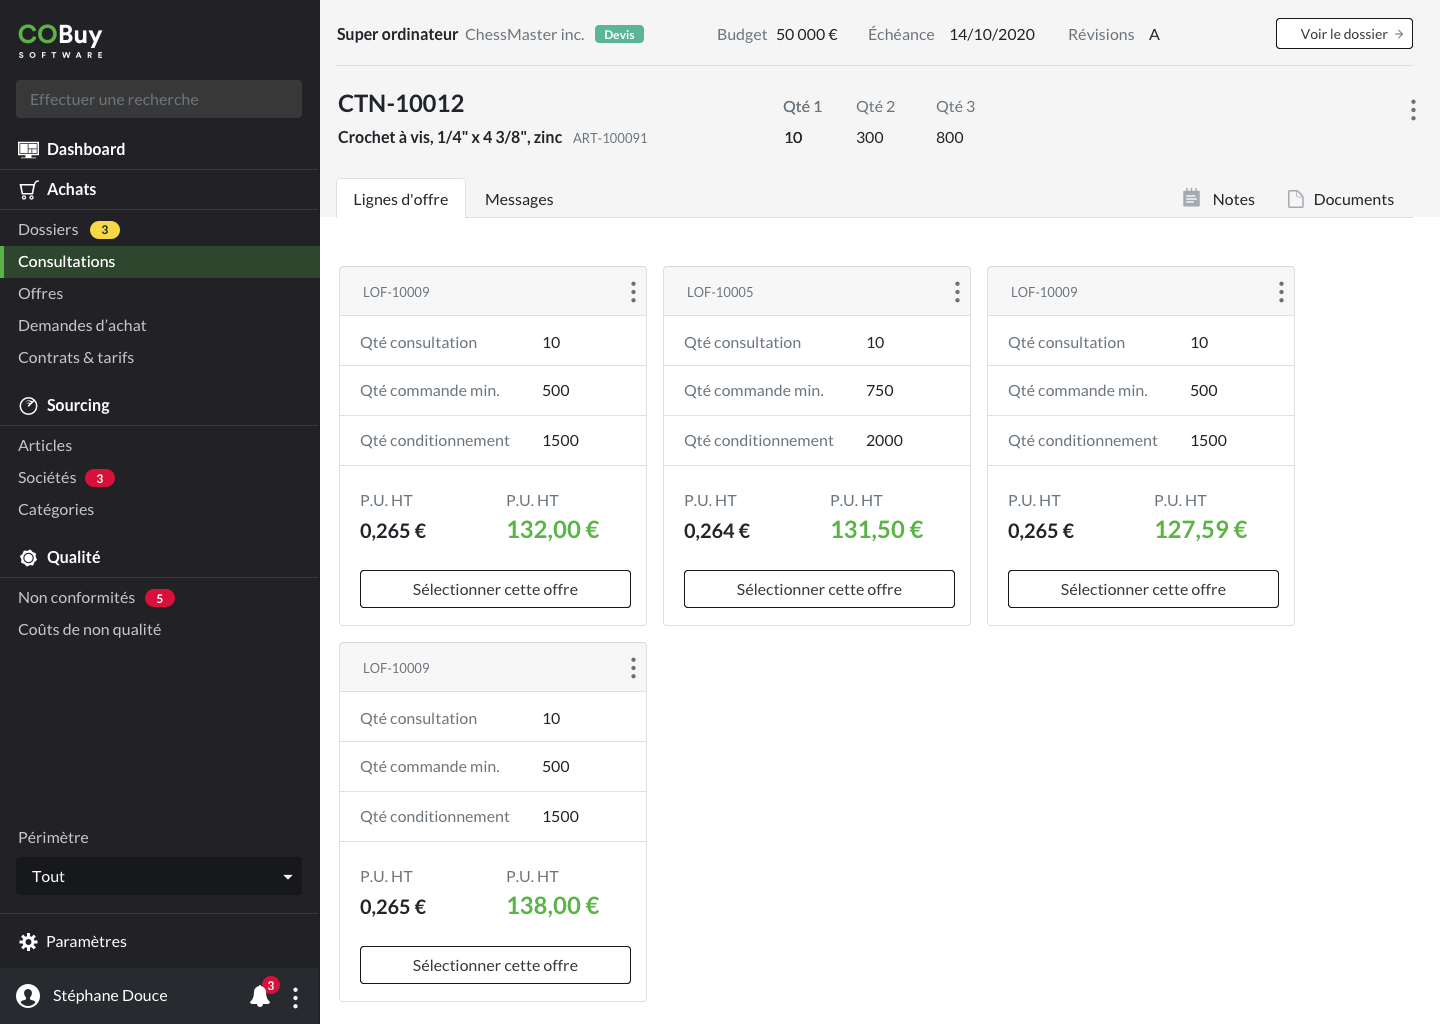 COBuy
SOFTWARE
Effectuer une recherche
Dashboard
Achats
Dossiers 3
Consultations
Offres
Demandes d’achat
Contrats & tarifs
Sourcing
Articles
Sociétés 3
Catégories
Qualité
Non conformités 5
Coûts de non qualité
Périmètre
Tout
Paramètres
Stéphane Douce 3
Super ordinateur ChessMaster inc. Devis Budget 50 000 € Échéance 14/10/2020 Révisions A Voir le dossier →
CTN-10012 Qté 1 Qté 2 Qté 3
Crochet à vis, 1/4" x 4 3/8", zinc ART-100091 10 300 800
Lignes d'offre Messages Notes Documents
LOF-10009
Qté consultation 10
Qté commande min. 500
Qté conditionnement 1500
P.U. HT P.U. HT
0,265 € 132,00 €
Sélectionner cette offre
LOF-10005
Qté consultation 10
Qté commande min. 750
Qté conditionnement 2000
P.U. HT P.U. HT
0,264 € 131,50 €
Sélectionner cette offre
LOF-10009
Qté consultation 10
Qté commande min. 500
Qté conditionnement 1500
P.U. HT P.U. HT
0,265 € 127,59 €
Sélectionner cette offre
LOF-10009
Qté consultation 10
Qté commande min. 500
Qté conditionnement 1500
P.U. HT P.U. HT
0,265 € 138,00 €
Sélectionner cette offre